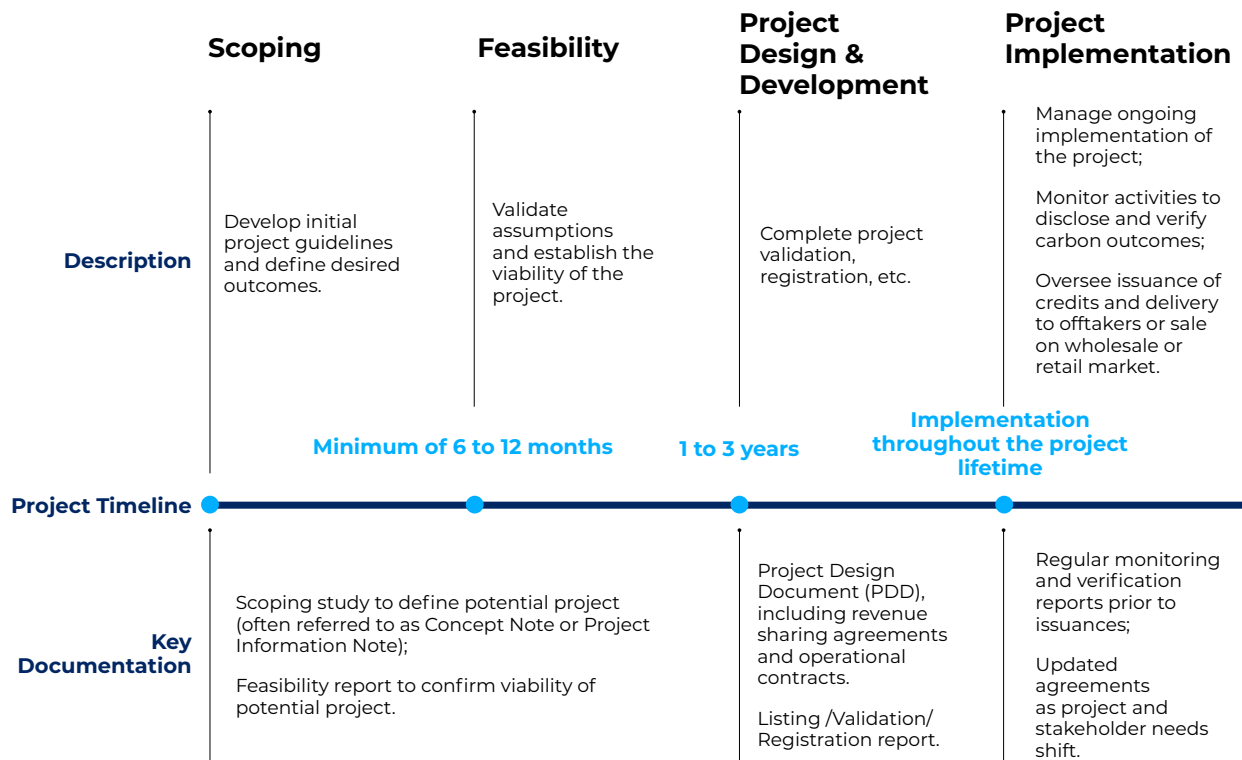 Scoping
Feasibility
Project
Design &
Development
Project
Implementation
Description
Develop initial
project guidelines
and define desired
outcomes.
Validate
assumptions
and establish the
viability of the
project.
Complete project
validation,
registration, etc.
Manage ongoing
implementation of
the project;
Monitor activities to
disclose and verify
carbon outcomes;
Oversee issuance of
credits and delivery
to offtakers or sale
on wholesale or
retail market.
Minimum of 6 to 12 months
1 to 3 years
Implementation
throughout the project
lifetime
Project Timeline
Key
Documentation
Scoping study to define potential project
(often referred to as Concept Note or Project
Information Note);
Feasibility report to confirm viability of
potential project.
Project Design
Document (PDD),
including revenue
sharing agreements
and operational
contracts.
Listing /Validation/
Registration report.
Regular monitoring
and verification
reports prior to
issuances;
Updated
agreements
as project and
stakeholder needs
shift.